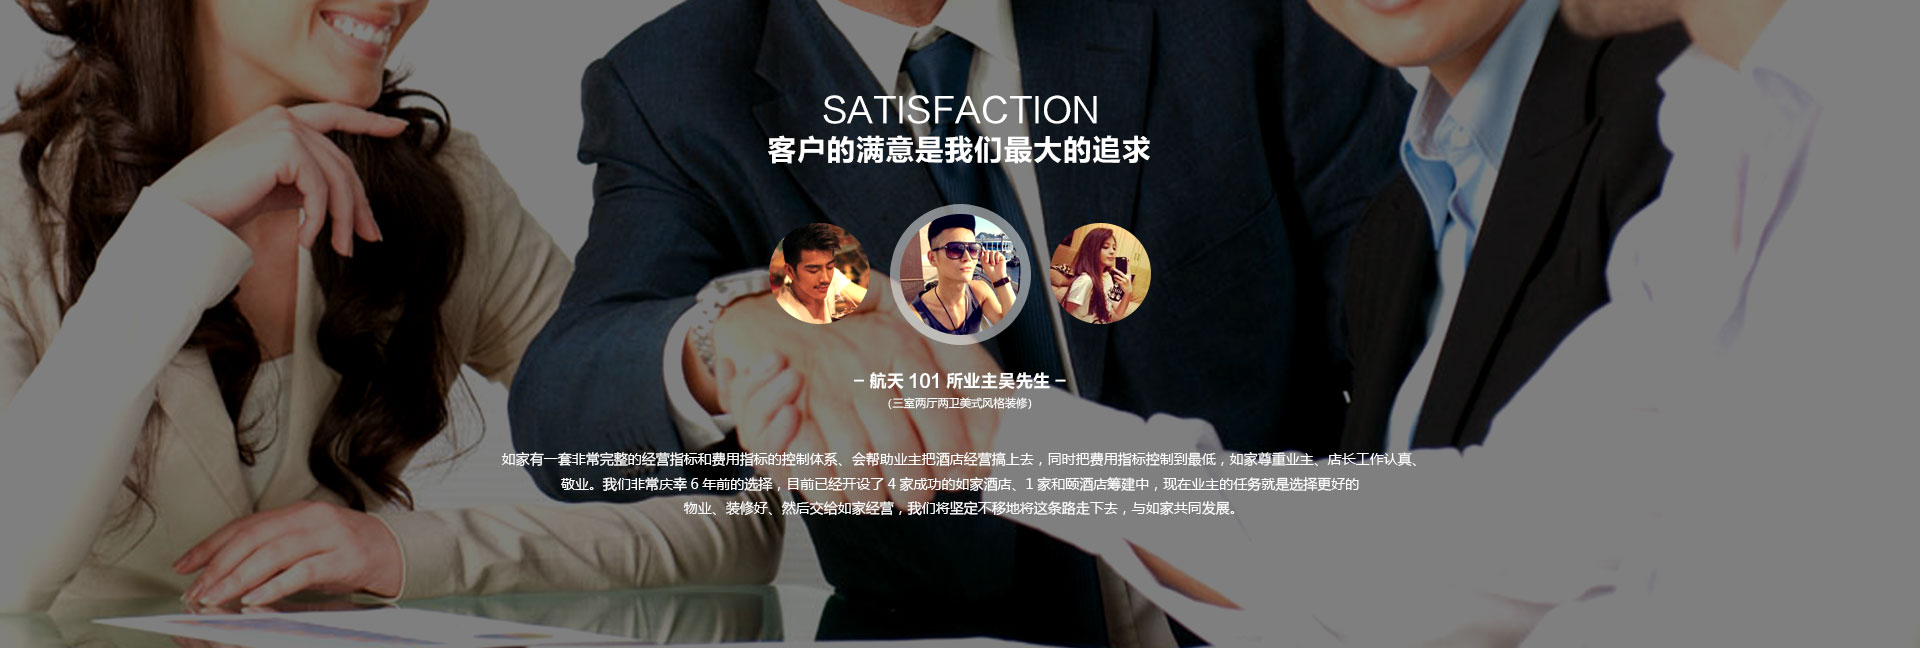 SATISFACTION
客户的满意是我们最大的追求
– 航天 101 所业主吴先生 –
(三室两厅两卫美式风格装修)
如家有一套非常完整的经营指标和费用指标的控制体系、会帮助业主把酒店经营搞上去，同时把费用指标控制到最低，如家尊重业主、店长工作认真、
敬业。我们非常庆幸 6 年前的选择，目前已经开设了 4 家成功的如家酒店、1 家和颐酒店筹建中，现在业主的任务就是选择更好的
物业、装修好、然后交给如家经营，我们将坚定不移地将这条路走下去，与如家共同发展。